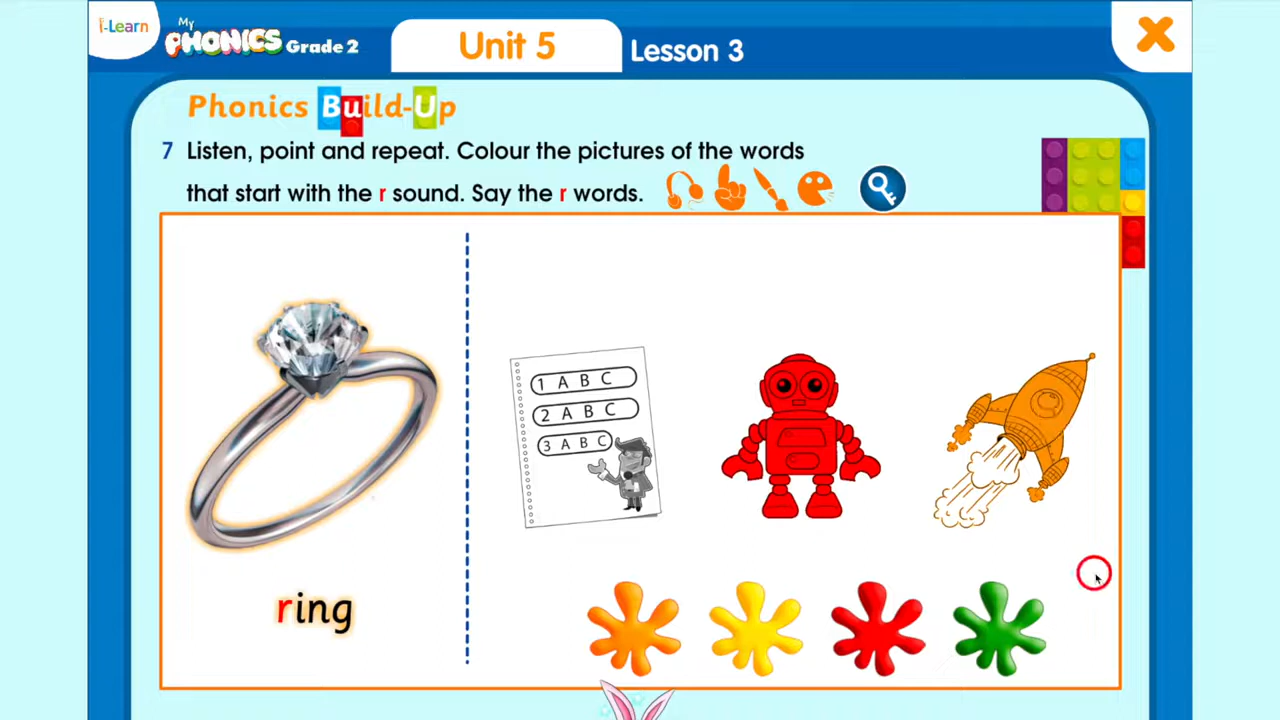 i-Learn
My
PHONICS Grade 2
Unit 5
Lesson 3
Phonics Build-Up
7 Listen, point and repeat. Colour the pictures of the words
that start with the r sound. Say the r words.
1 A B C
2 A B C
3 A B C
ring